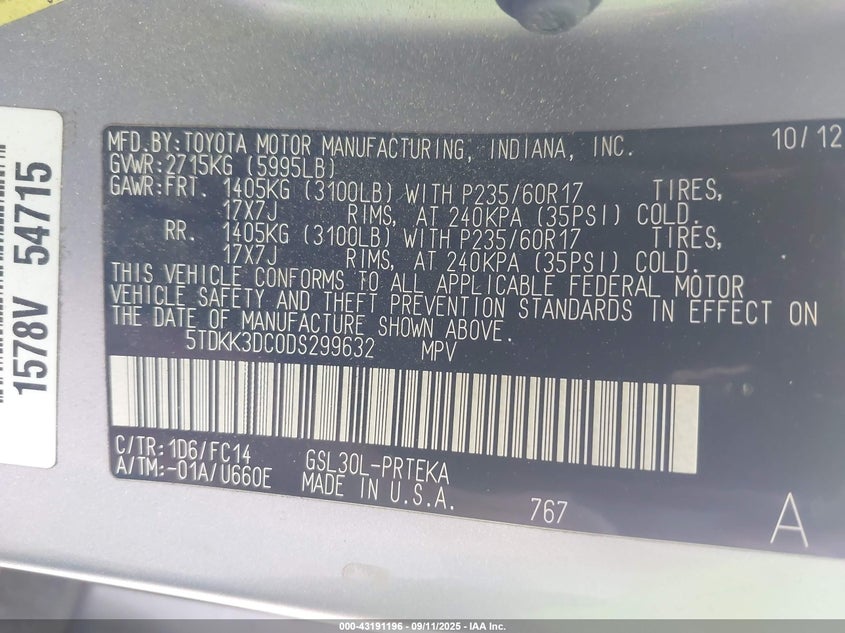 MFD.BY:TOYOTA MOTOR MANUFACTURING, INDIANA, INC. 10/12
GVWR:2715KG (5995LB)
GAWR:FRT. 1405KG (3100LB) WITH P235/60R17 TIRES,
17X7J RIMS, AT 240KPA (35PSI) COLD.
RR. 1405KG (3100LB) WITH P235/60R17 TIRES,
17X7J RIMS, AT 240KPA (35PSI) COLD.
THIS VEHICLE CONFORMS TO ALL APPLICABLE FEDERAL MOTOR
VEHICLE SAFETY AND THEFT PREVENTION STANDARDS IN EFFECT ON
THE DATE OF MANUFACTURE SHOWN ABOVE.
5TDKK3DC0DS299632 MPV
C/TR:1D6/FC14 GSL30L-PRTEKA
A/TM:-01A/U660E MADE IN U.S.A. 767
A
1578V 54715
000-43191196 - 09/11/2025 - IAA Inc.